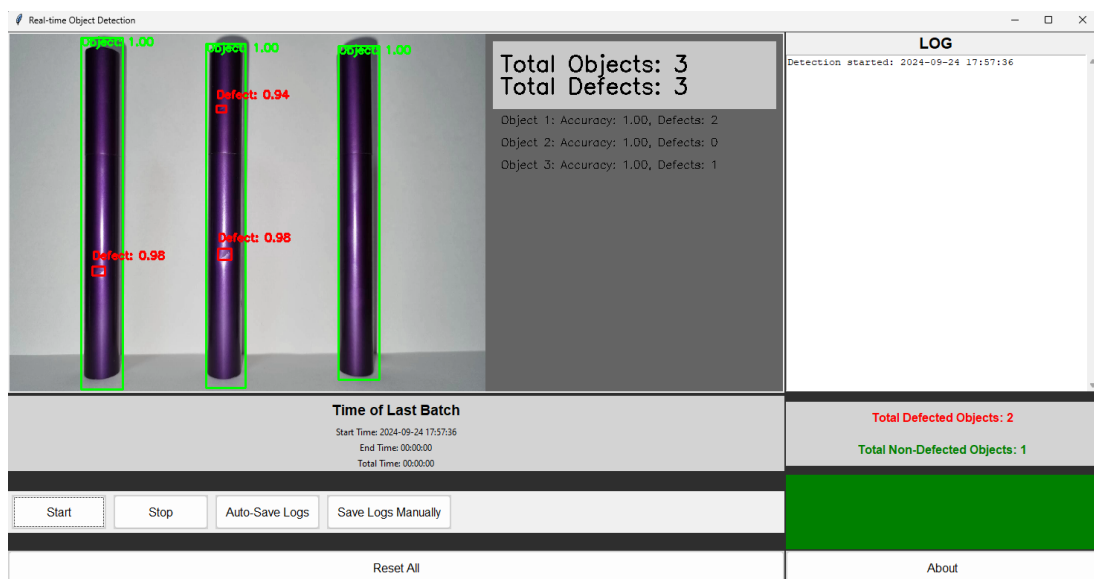 Real-time Object Detection
Object: 1.00
Object: 1.00
Object: 1.00
Defect: 0.94
Defect: 0.98
Defect: 0.98
Total Objects: 3
Total Defects: 3
Object 1: Accuracy: 1.00, Defects: 2
Object 2: Accuracy: 1.00, Defects: 0
Object 3: Accuracy: 1.00, Defects: 1
LOG
Detection started: 2024-09-24 17:57:36
Time of Last Batch
Start Time: 2024-09-24 17:57:36
End Time: 00:00:00
Total Time: 00:00:00
Total Defected Objects: 2
Total Non-Defected Objects: 1
Start
Stop
Auto-Save Logs
Save Logs Manually
Reset All
About